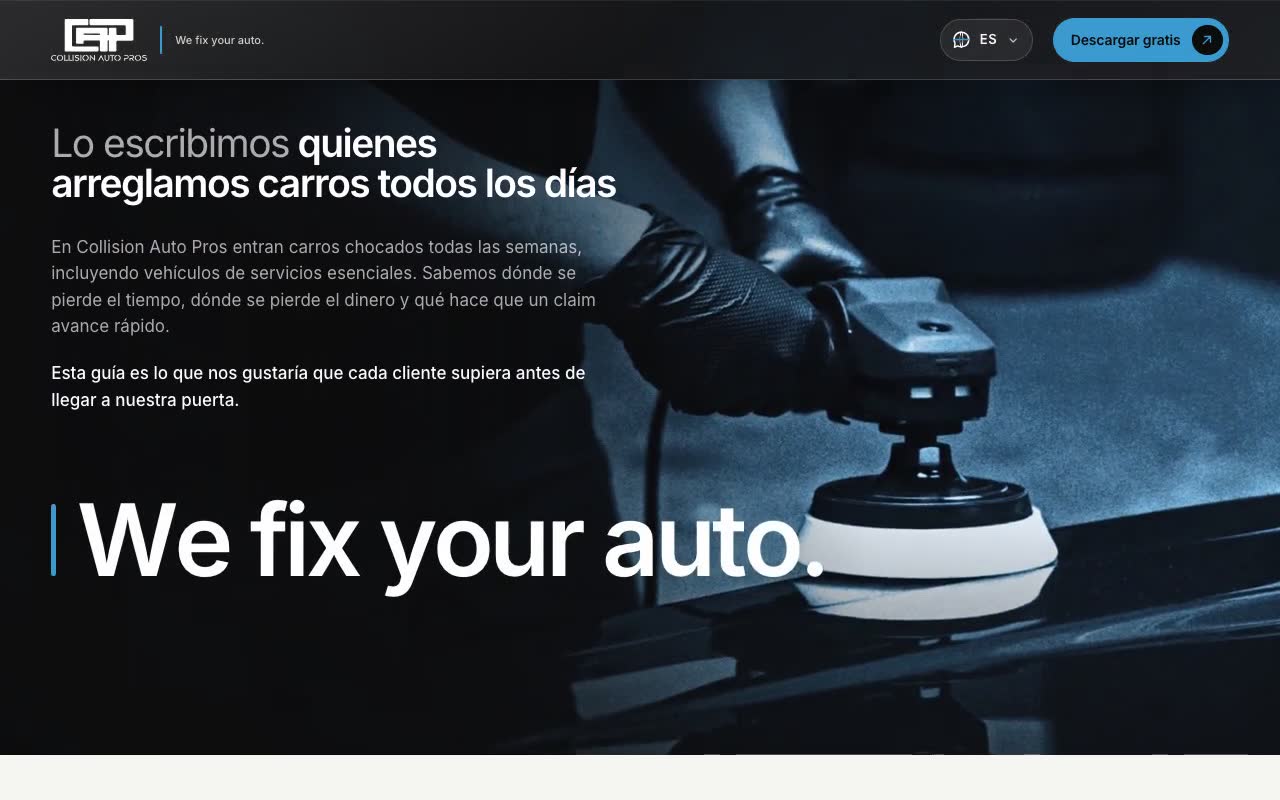 CAP
COLLISION AUTO PROS
We fix your auto.
ES
Descargar gratis
Lo escribimos quienes
arreglamos carros todos los días
En Collision Auto Pros entran carros chocados todas las semanas,
incluyendo vehículos de servicios esenciales. Sabemos dónde se
pierde el tiempo, dónde se pierde el dinero y qué hace que un claim
avance rápido.
Esta guía es lo que nos gustaría que cada cliente supiera antes de
llegar a nuestra puerta.
We fix your auto.